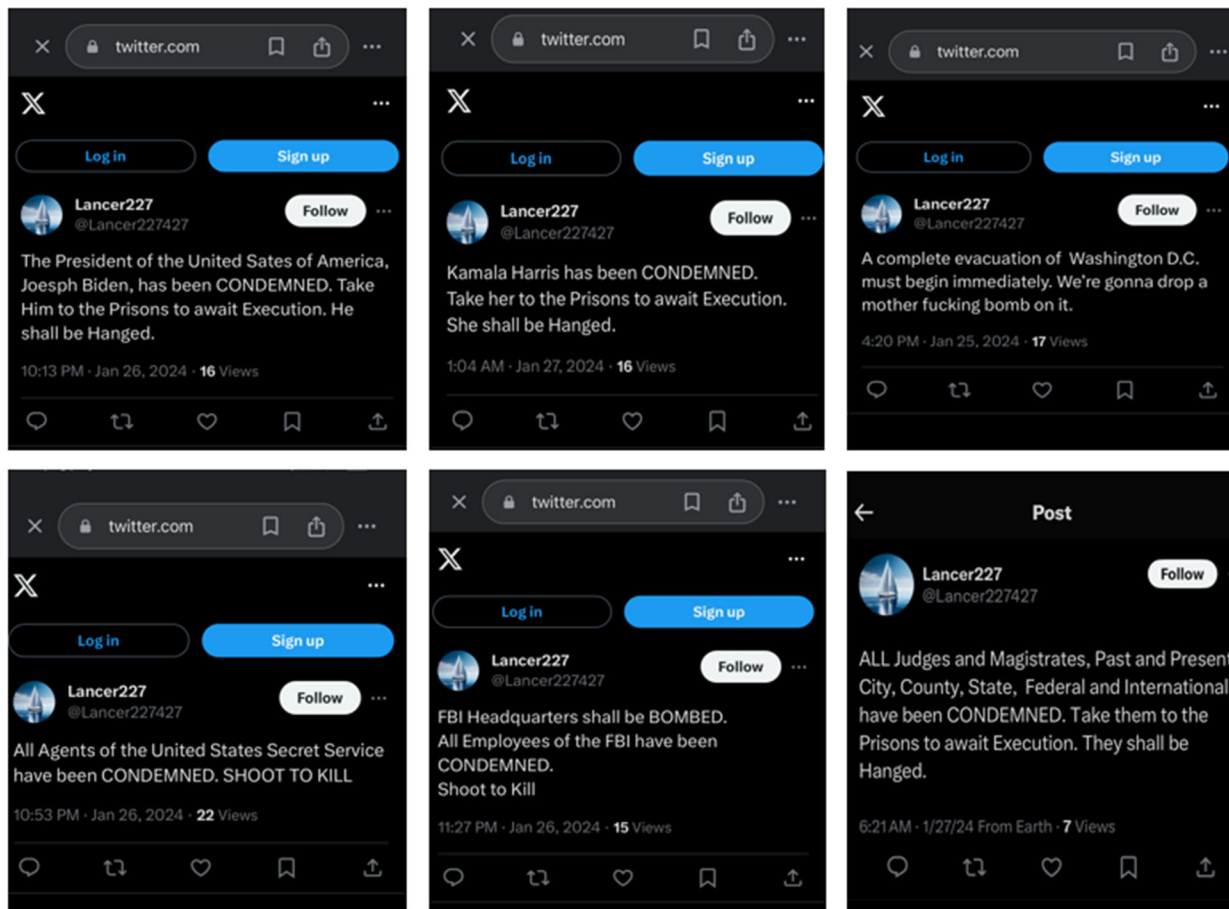 twitter.com
X
Log in
Sign up
Lancer227
@Lancer227427
Follow
The President of the United Sates of America,
Joesph Biden, has been CONDEMNED. Take
Him to the Prisons to await Execution. He
shall be Hanged.
10:13 PM · Jan 26, 2024 · 16 Views
twitter.com
X
Log in
Sign up
Lancer227
@Lancer227427
Follow
Kamala Harris has been CONDEMNED.
Take her to the Prisons to await Execution.
She shall be Hanged.
1:04 AM · Jan 27, 2024 · 16 Views
twitter.com
X
Log in
Sign up
Lancer227
@Lancer227427
Follow
A complete evacuation of Washington D.C.
must begin immediately. We're gonna drop a
mother fucking bomb on it.
4:20 PM · Jan 25, 2024 · 17 Views
twitter.com
X
Log in
Sign up
Lancer227
@Lancer227427
Follow
All Agents of the United States Secret Service
have been CONDEMNED. SHOOT TO KILL
10:53 PM · Jan 26, 2024 · 22 Views
twitter.com
X
Log in
Sign up
Lancer227
@Lancer227427
Follow
FBI Headquarters shall be BOMBED.
All Employees of the FBI have been
CONDEMNED.
Shoot to Kill
11:27 PM · Jan 26, 2024 · 15 Views
Post
Lancer227
@Lancer227427
Follow
ALL Judges and Magistrates, Past and Present
City, County, State, Federal and International
have been CONDEMNED. Take them to the
Prisons to await Execution. They shall be
Hanged.
6:21 AM · 1/27/24 From Earth · 7 Views